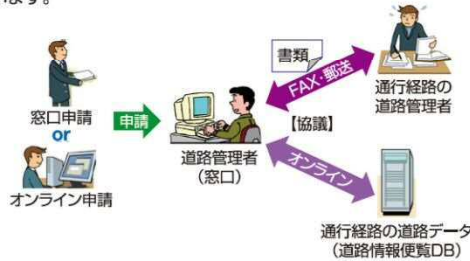 ます。
書類
FAX・郵送
通行経路の
道路管理者
窓口申請
or
オンライン申請
申請
道路管理者
（窓口）
【協議】
オンライン
通行経路の道路データ
（道路情報便覧DB）